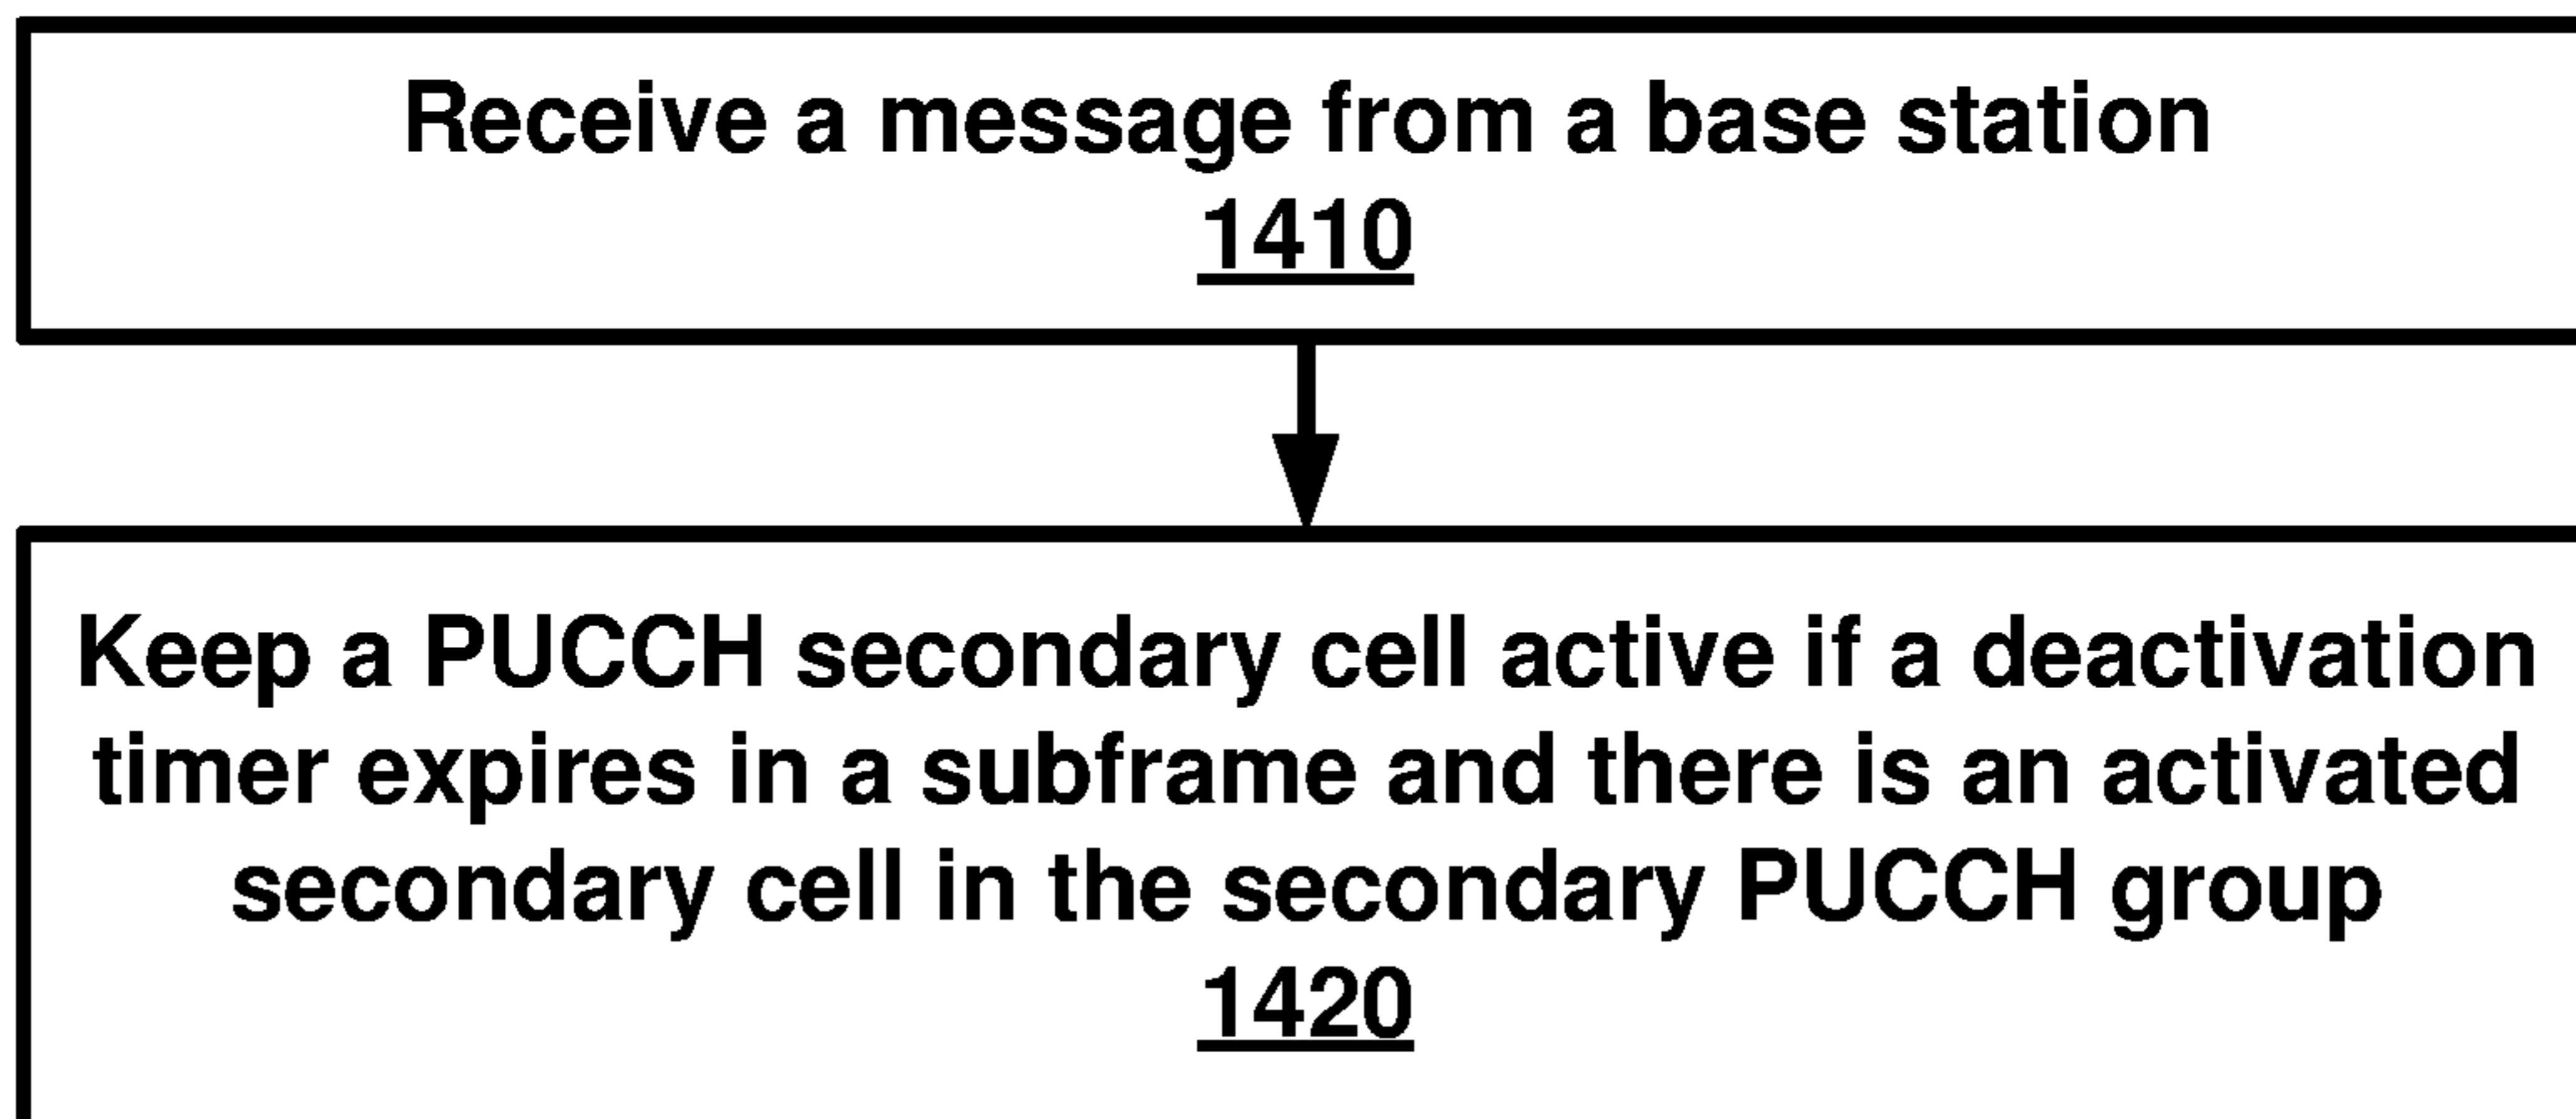 Receive a message from a base station
1410
Keep a PUCCH secondary cell active if a deactivation
timer expires in a subframe and there is an activated
secondary cell in the secondary PUCCH group
1420